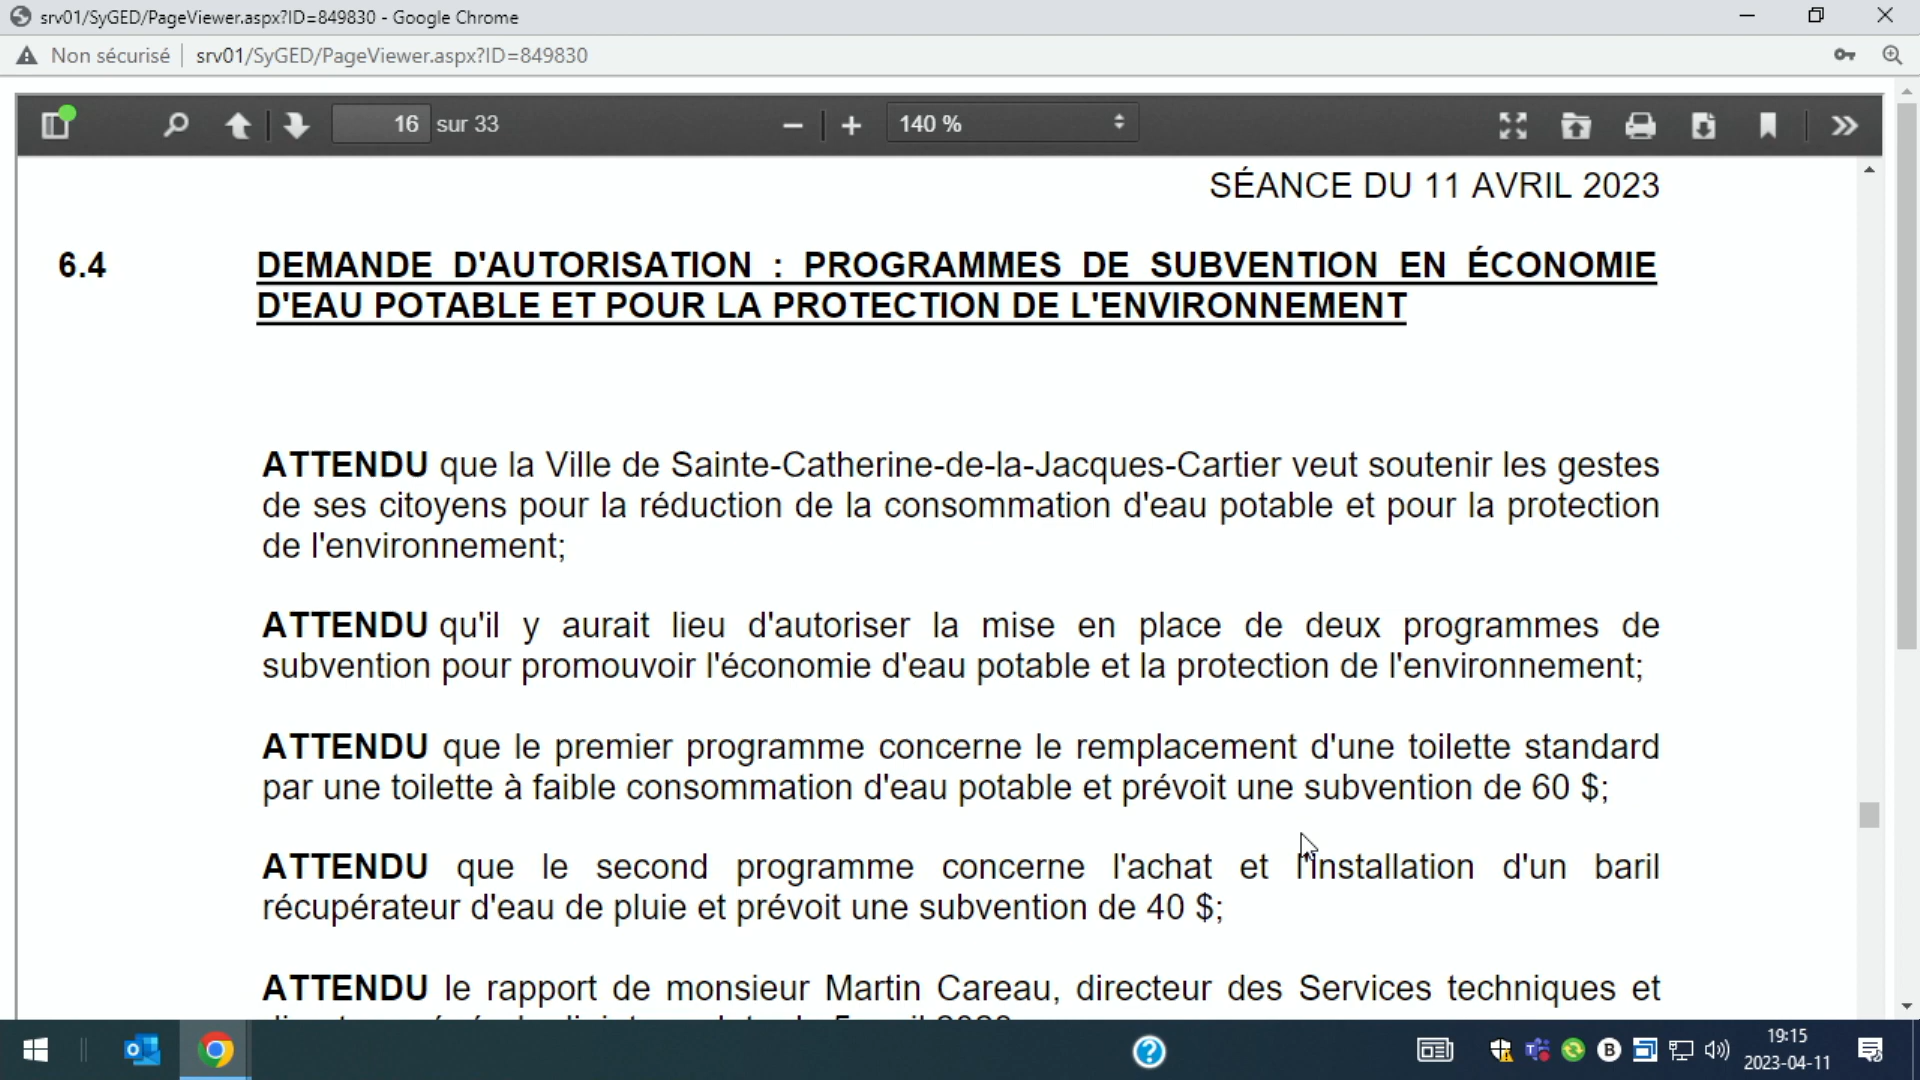 srv01/SyGED/PageViewer.aspx?ID=849830 - Google Chrome
Non sécurisé srv01/SyGED/PageViewer.aspx?ID=849830
16 sur 33 140 %
SÉANCE DU 11 AVRIL 2023
6.4 DEMANDE D'AUTORISATION : PROGRAMMES DE SUBVENTION EN ÉCONOMIE
D'EAU POTABLE ET POUR LA PROTECTION DE L'ENVIRONNEMENT
ATTENDU que la Ville de Sainte-Catherine-de-la-Jacques-Cartier veut soutenir les gestes
de ses citoyens pour la réduction de la consommation d'eau potable et pour la protection
de l'environnement;
ATTENDU qu'il y aurait lieu d'autoriser la mise en place de deux programmes de
subvention pour promouvoir l'économie d'eau potable et la protection de l'environnement;
ATTENDU que le premier programme concerne le remplacement d'une toilette standard
par une toilette à faible consommation d'eau potable et prévoit une subvention de 60 $;
ATTENDU que le second programme concerne l'achat et l'installation d'un baril
récupérateur d'eau de pluie et prévoit une subvention de 40 $;
ATTENDU le rapport de monsieur Martin Careau, directeur des Services techniques et
19:15
2023-04-11